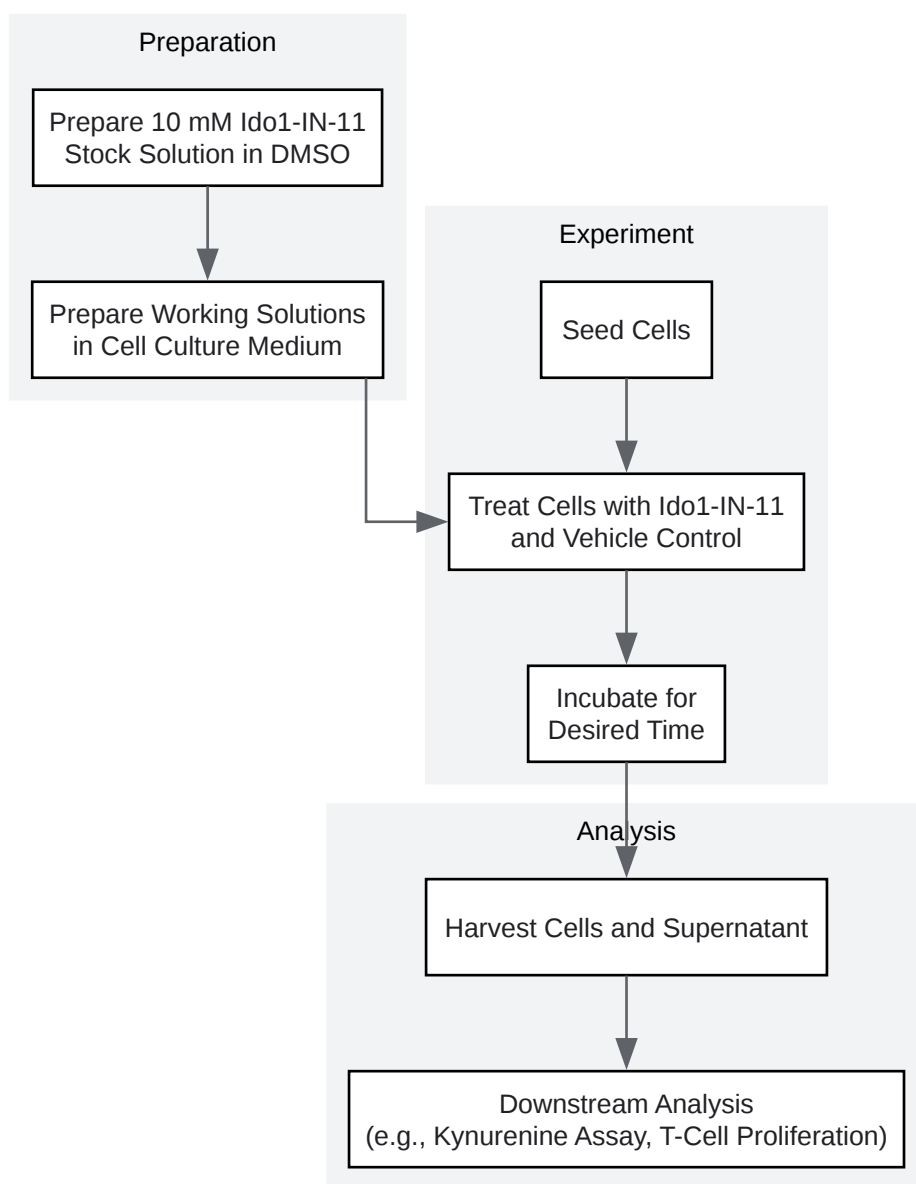 Preparation
Prepare 10 mM Ido1-IN-11
Stock Solution in DMSO
Prepare Working Solutions
in Cell Culture Medium
Experiment
Seed Cells
Treat Cells with Ido1-IN-11
and Vehicle Control
Incubate for
Desired Time
Analysis
Harvest Cells and Supernatant
Downstream Analysis
(e.g., Kynurenine Assay, T-Cell Proliferation)